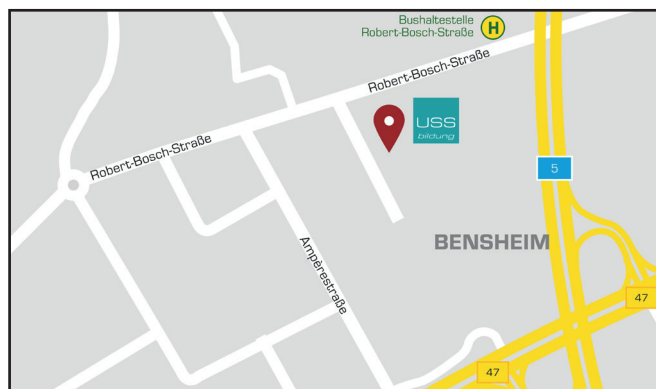 Bushaltestelle
Robert-Bosch-Straße
H
Robert-Bosch-Straße
USS
bildung
Robert-Bosch-Straße
5
BENSHEIM
Ampèrestraße
47
47